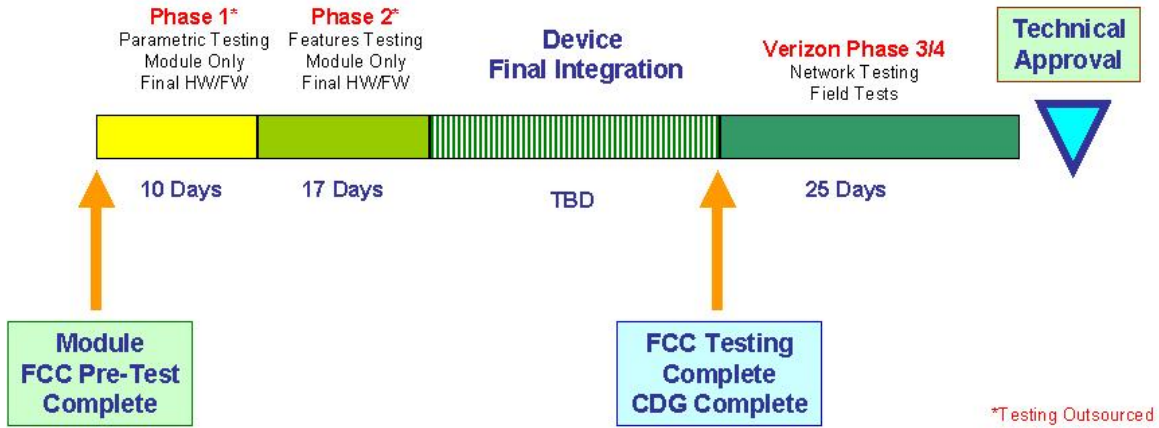 Phase 1*
Parametric Testing
Module Only
Final HW/FW
Phase 2*
Features Testing
Module Only
Final HW/FW
Device
Final Integration
Verizon Phase 3/4
Network Testing
Field Tests
Technical
Approval
10 Days
17 Days
TBD
25 Days
Module
FCC Pre-Test
Complete
FCC Testing
Complete
CDG Complete
*Testing Outsourced